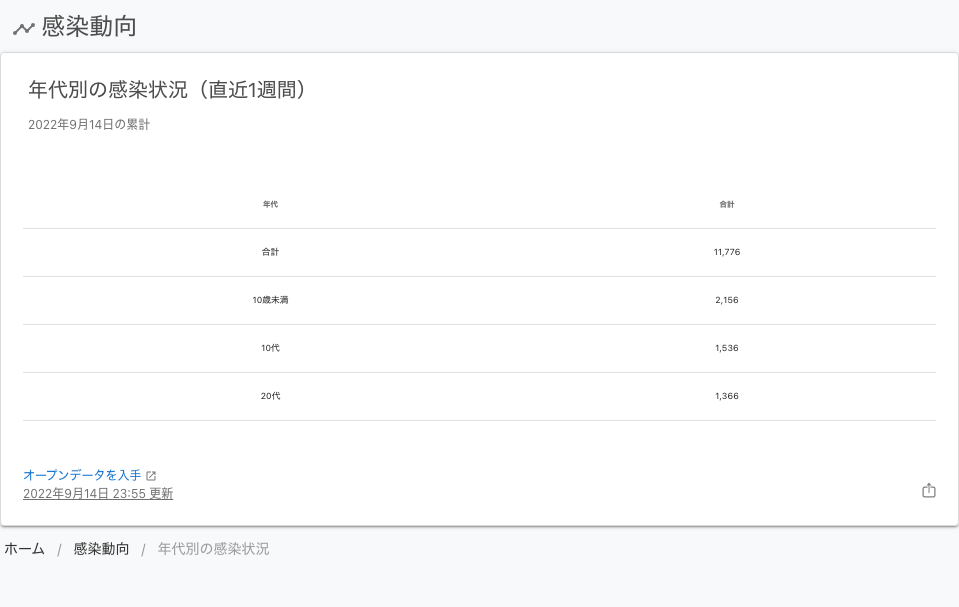 感染動向
年代別の感染状況（直近1週間）
2022年9月14日の累計
年代 合計
合計 11,776
10歳未満 2,156
10代 1,536
20代 1,366
オープンデータを入手
2022年9月14日 23:55 更新
ホーム / 感染動向 / 年代別の感染状況